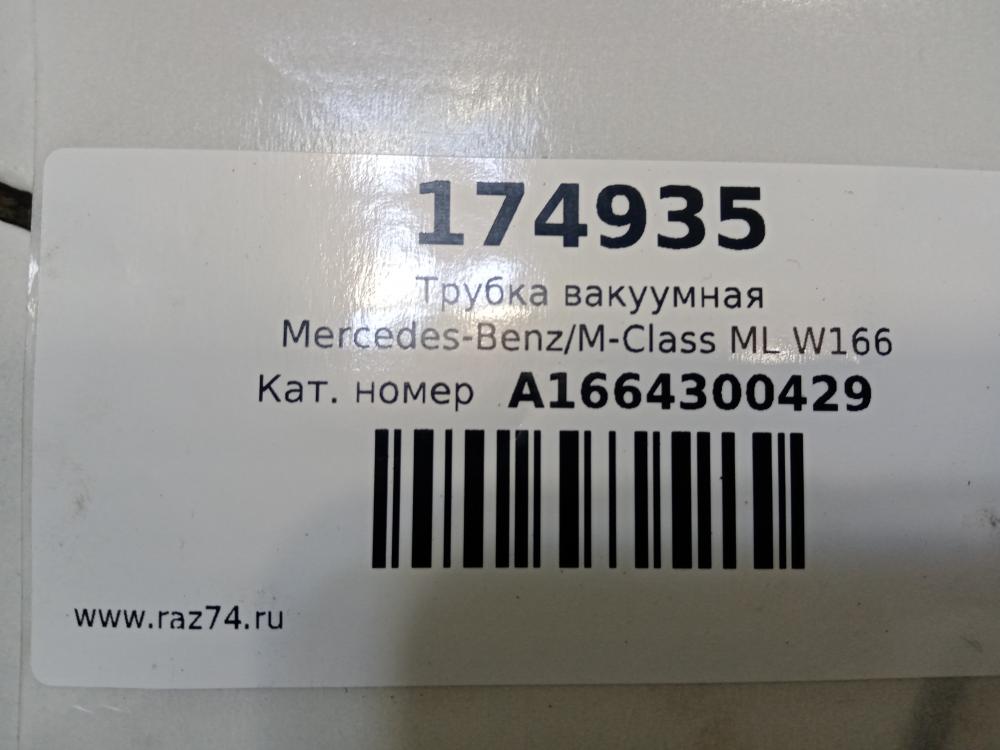 174935
Трубка вакуумная
Mercedes-Benz/M-Class ML W166
Кат. номер A1664300429
www.raz74.ru